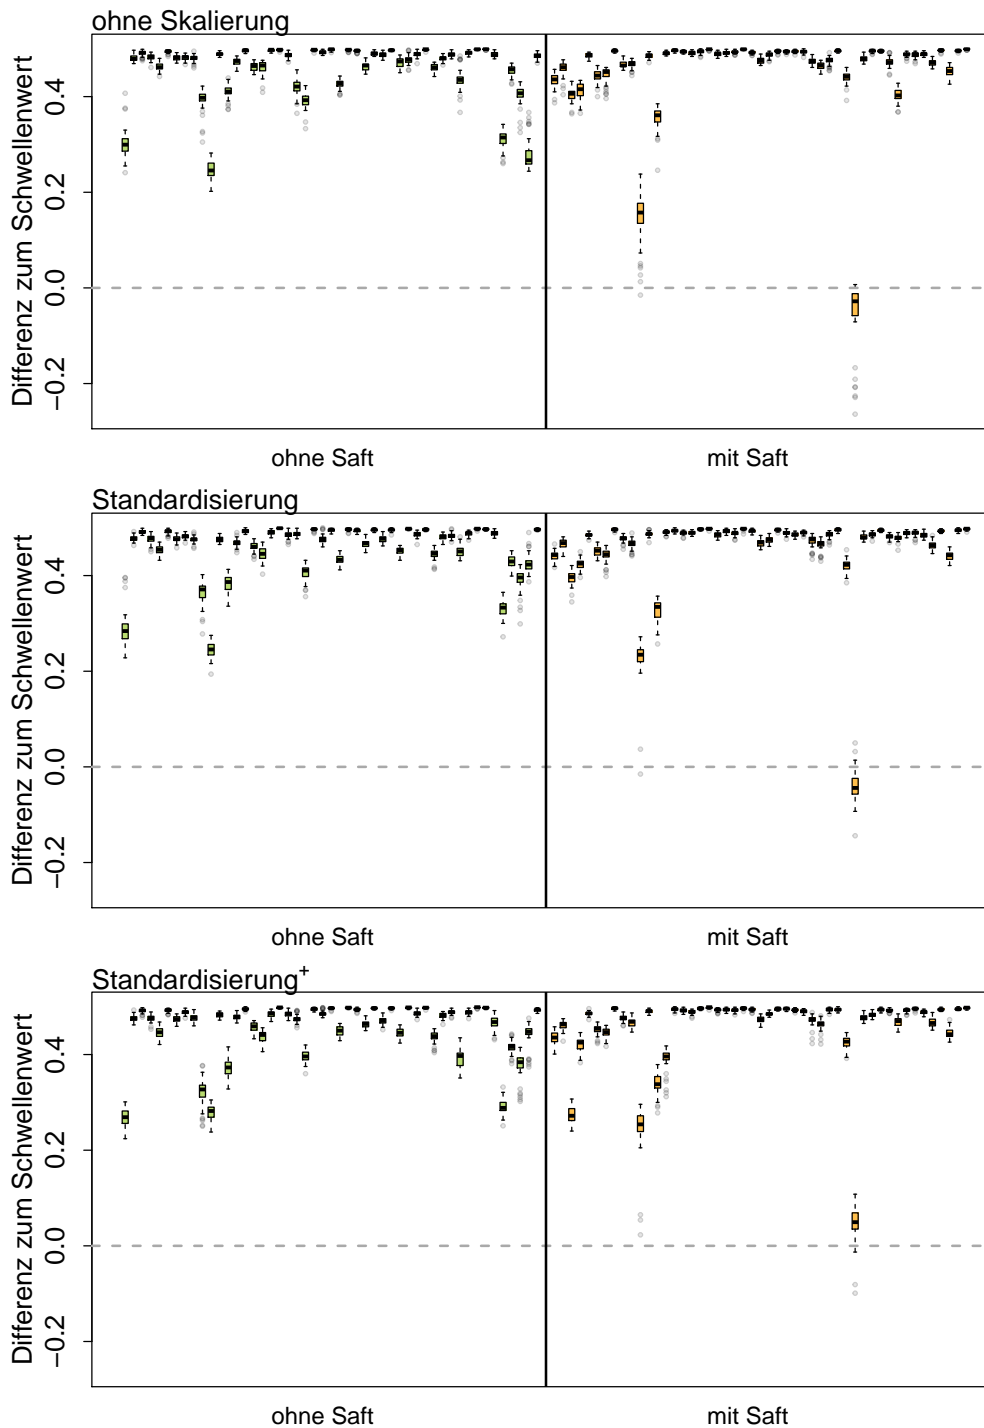 ohne Skalierung
Differenz zum Schwellenwert
0.4
0.2
0.0
−0.2
ohne Saft
mit Saft
Standardisierung
Differenz zum Schwellenwert
0.4
0.2
0.0
−0.2
ohne Saft
mit Saft
Standardisierung⁺
Differenz zum Schwellenwert
0.4
0.2
0.0
−0.2
ohne Saft
mit Saft